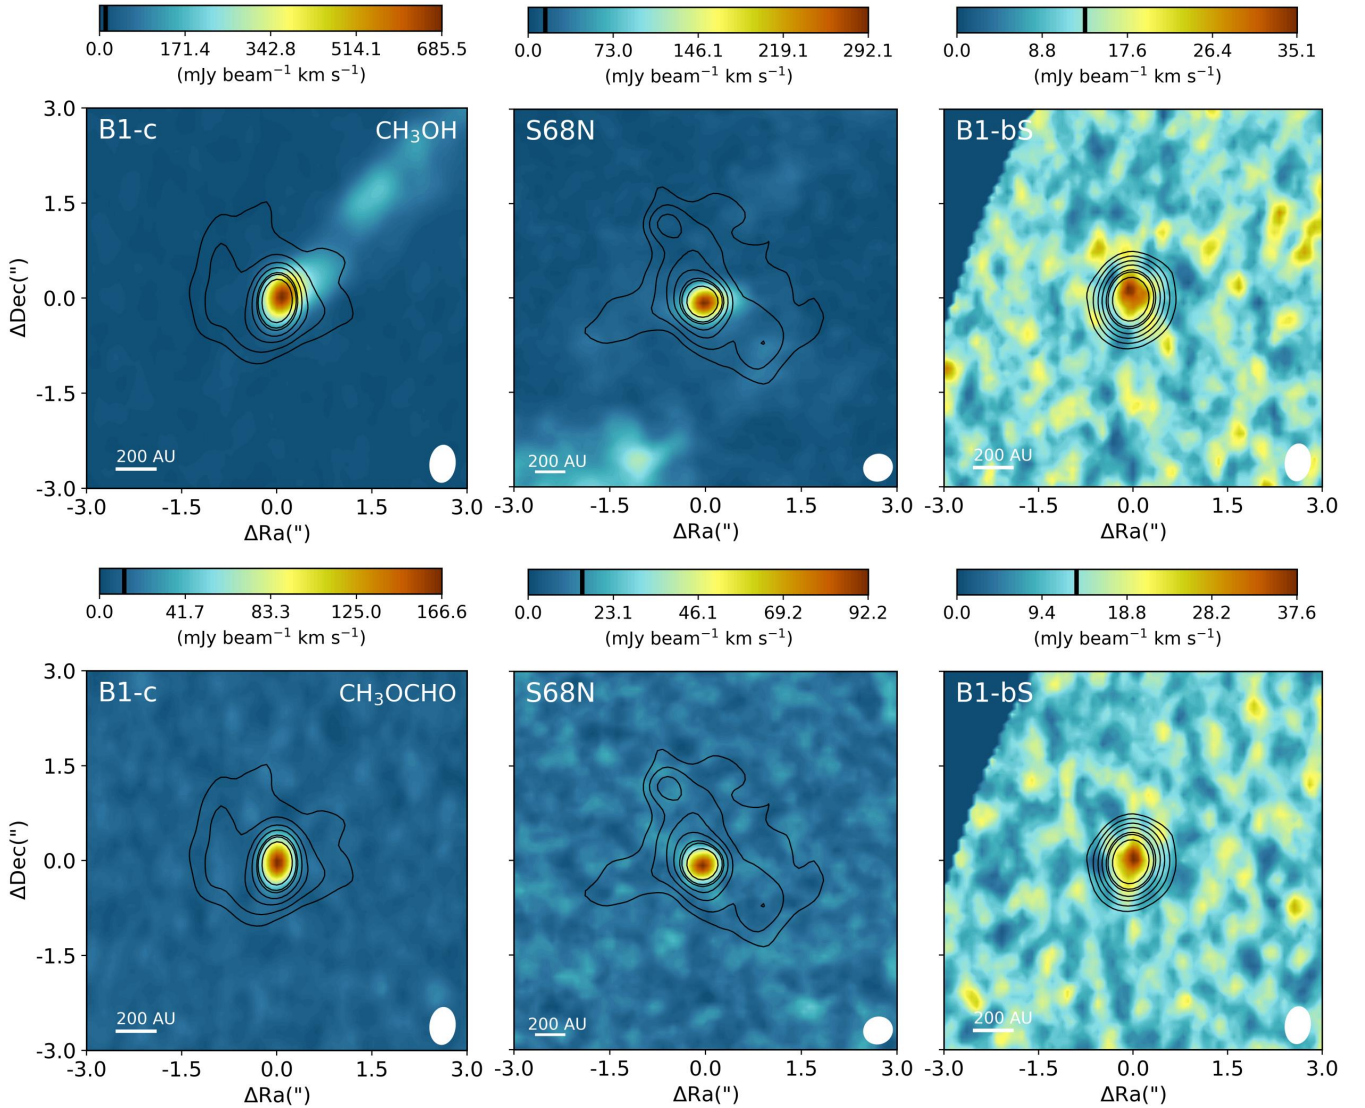 0.0 171.4 342.8 514.1 685.5
(mJy beam⁻¹ km s⁻¹)
0.0 73.0 146.1 219.1 292.1
(mJy beam⁻¹ km s⁻¹)
0.0 8.8 17.6 26.4 35.1
(mJy beam⁻¹ km s⁻¹)
B1-c CH₃OH
200 AU
3.0
1.5
0.0
-1.5
-3.0
ΔDec(")
-3.0 -1.5 0.0 1.5 3.0
ΔRa(")
S68N
200 AU
-3.0 -1.5 0.0 1.5 3.0
ΔRa(")
B1-bS
200 AU
-3.0 -1.5 0.0 1.5 3.0
ΔRa(")
0.0 41.7 83.3 125.0 166.6
(mJy beam⁻¹ km s⁻¹)
0.0 23.1 46.1 69.2 92.2
(mJy beam⁻¹ km s⁻¹)
0.0 9.4 18.8 28.2 37.6
(mJy beam⁻¹ km s⁻¹)
B1-c CH₃OCHO
200 AU
3.0
1.5
0.0
-1.5
-3.0
ΔDec(")
-3.0 -1.5 0.0 1.5 3.0
ΔRa(")
S68N
200 AU
-3.0 -1.5 0.0 1.5 3.0
ΔRa(")
B1-bS
200 AU
-3.0 -1.5 0.0 1.5 3.0
ΔRa(")